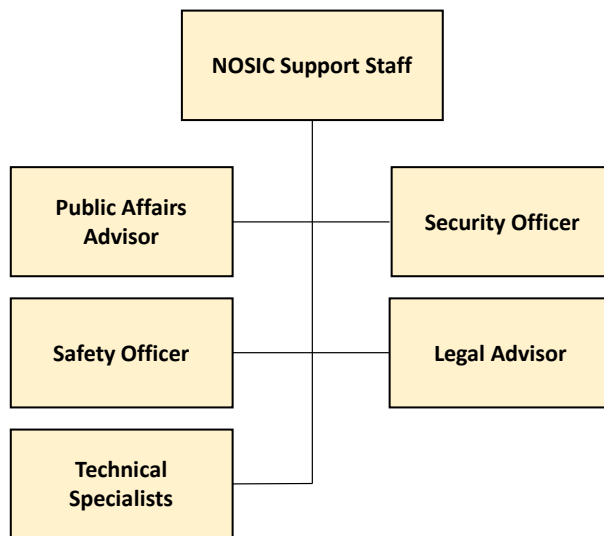 NOSIC Support Staff
Public Affairs
Advisor
Security Officer
Safety Officer
Legal Advisor
Technical
Specialists